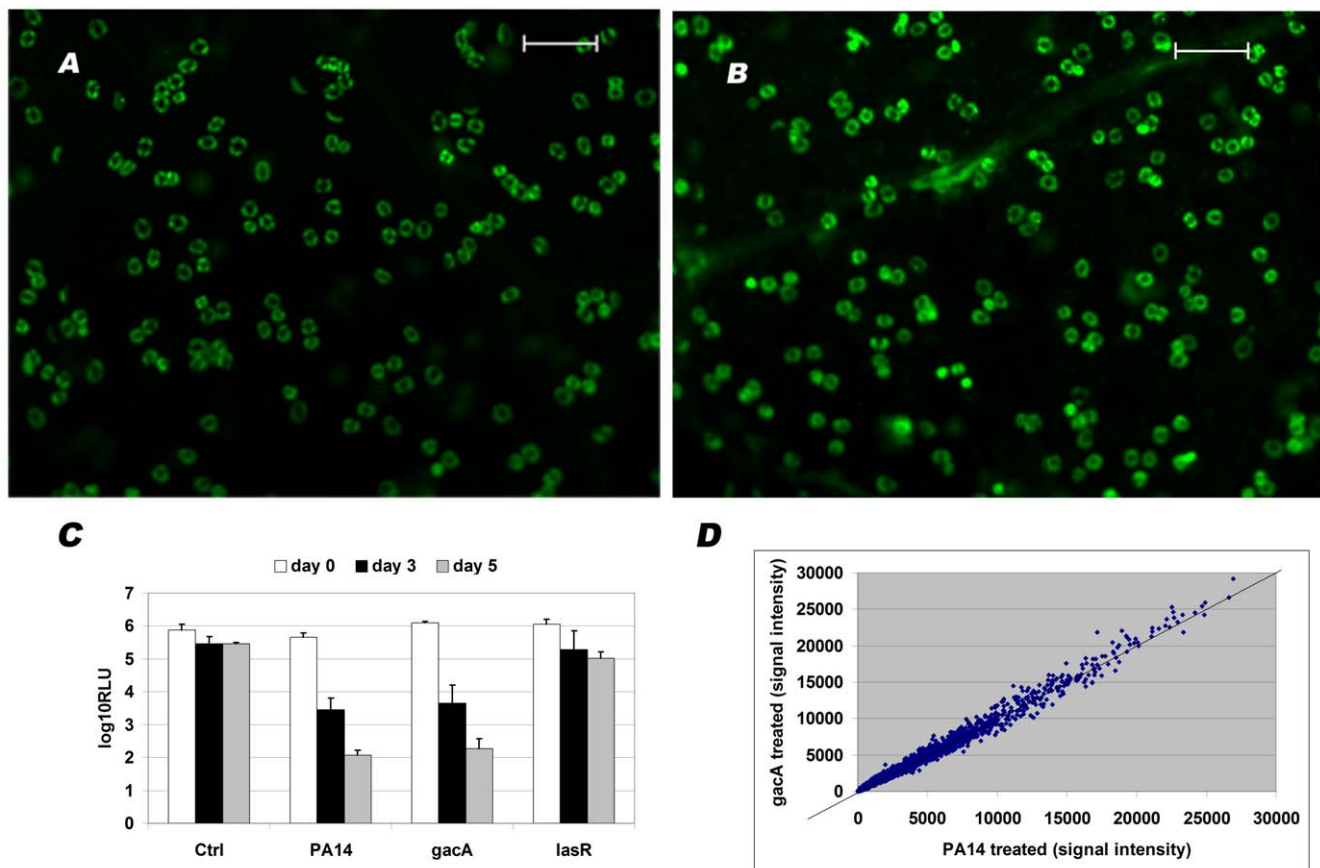 A
B
C
day 0 day 3 day 5
7
6
5
4
3
2
1
0
log10RLU
Ctrl PA14 gacA lasR
D
30000
25000
20000
15000
10000
5000
0
gacA treated (signal intensity)
0 5000 10000 15000 20000 25000 30000
PA14 treated (signal intensity)